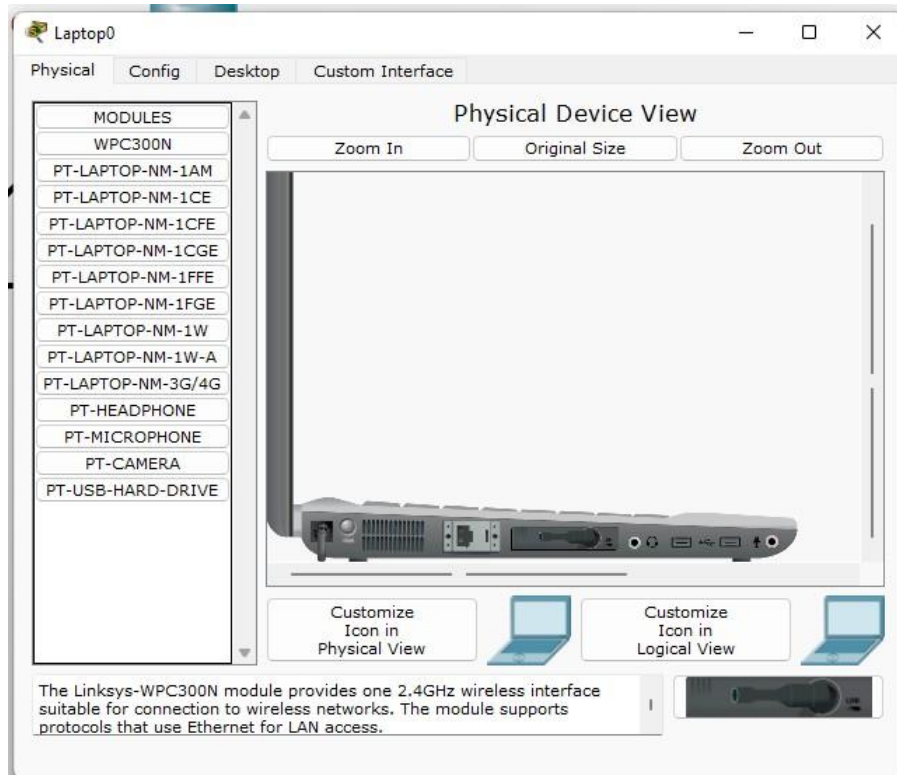 Laptop0
Physical Config Desktop Custom Interface
MODULES
WPC300N
PT-LAPTOP-NM-1AM
PT-LAPTOP-NM-1CE
PT-LAPTOP-NM-1CFE
PT-LAPTOP-NM-1CGE
PT-LAPTOP-NM-1FFE
PT-LAPTOP-NM-1FGE
PT-LAPTOP-NM-1W
PT-LAPTOP-NM-1W-A
PT-LAPTOP-NM-3G/4G
PT-HEADPHONE
PT-MICROPHONE
PT-CAMERA
PT-USB-HARD-DRIVE
Physical Device View
Zoom In Original Size Zoom Out
Customize
Icon in
Physical View
Customize
Icon in
Logical View
The Linksys-WPC300N module provides one 2.4GHz wireless interface
suitable for connection to wireless networks. The module supports
protocols that use Ethernet for LAN access.